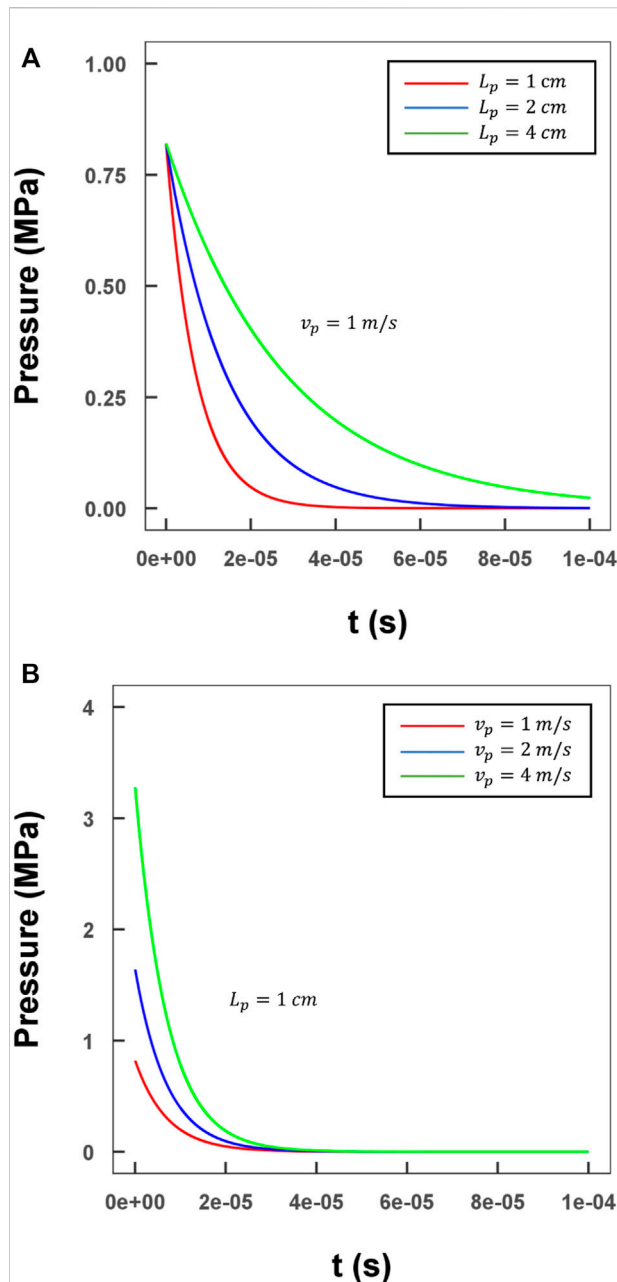 A
1.00
0.75
0.50
0.25
0.00
Pressure (MPa)
L_p = 1 cm
L_p = 2 cm
L_p = 4 cm
v_p = 1 m/s
0e+00 2e-05 4e-05 6e-05 8e-05 1e-04
t (s)
B
4
3
2
1
0
Pressure (MPa)
v_p = 1 m/s
v_p = 2 m/s
v_p = 4 m/s
L_p = 1 cm
0e+00 2e-05 4e-05 6e-05 8e-05 1e-04
t (s)